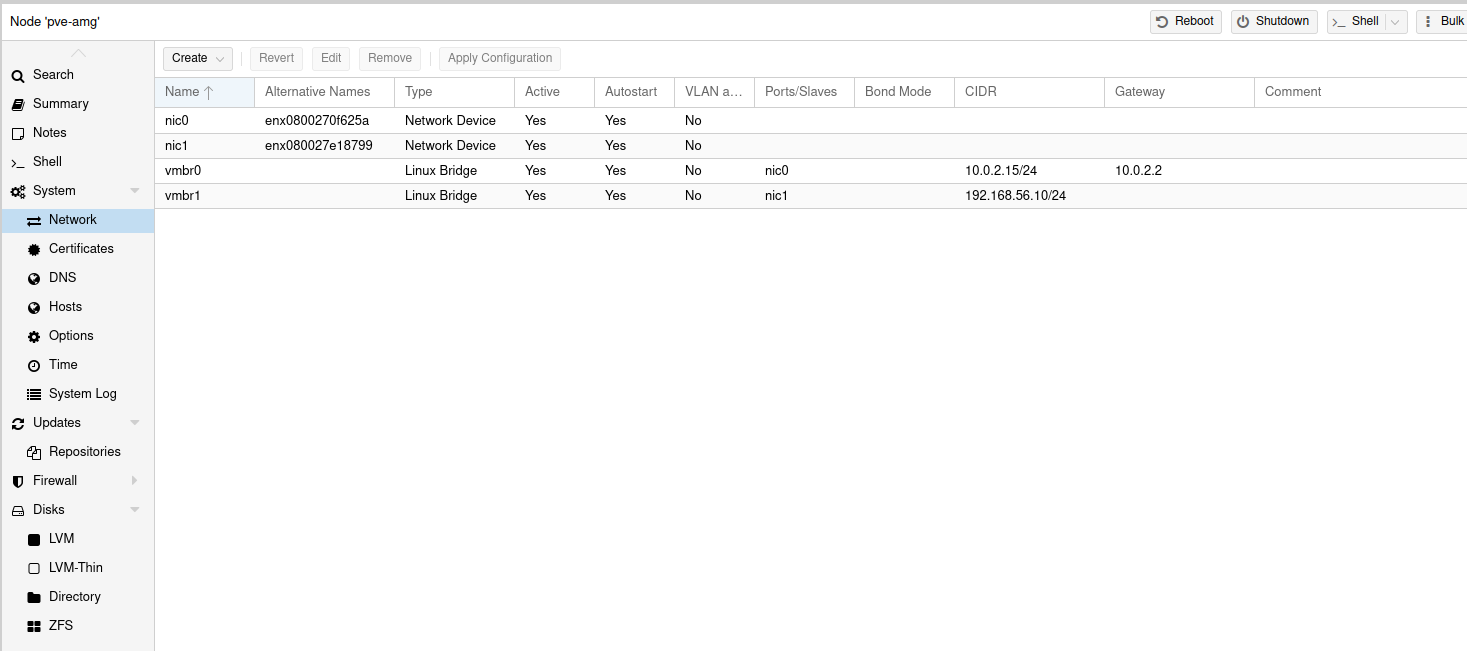 Node 'pve-amg'
Reboot Shutdown Shell Bulk
Search
Summary
Notes
Shell
System
Network
Certificates
DNS
Hosts
Options
Time
System Log
Updates
Repositories
Firewall
Disks
LVM
LVM-Thin
Directory
ZFS
Create Revert Edit Remove Apply Configuration
Name Alternative Names Type Active Autostart VLAN a... Ports/Slaves Bond Mode CIDR Gateway Comment
nic0 enx0800270f625a Network Device Yes Yes No
nic1 enx080027e18799 Network Device Yes Yes No
vmbr0 Linux Bridge Yes Yes No nic0 10.0.2.15/24 10.0.2.2
vmbr1 Linux Bridge Yes Yes No nic1 192.168.56.10/24